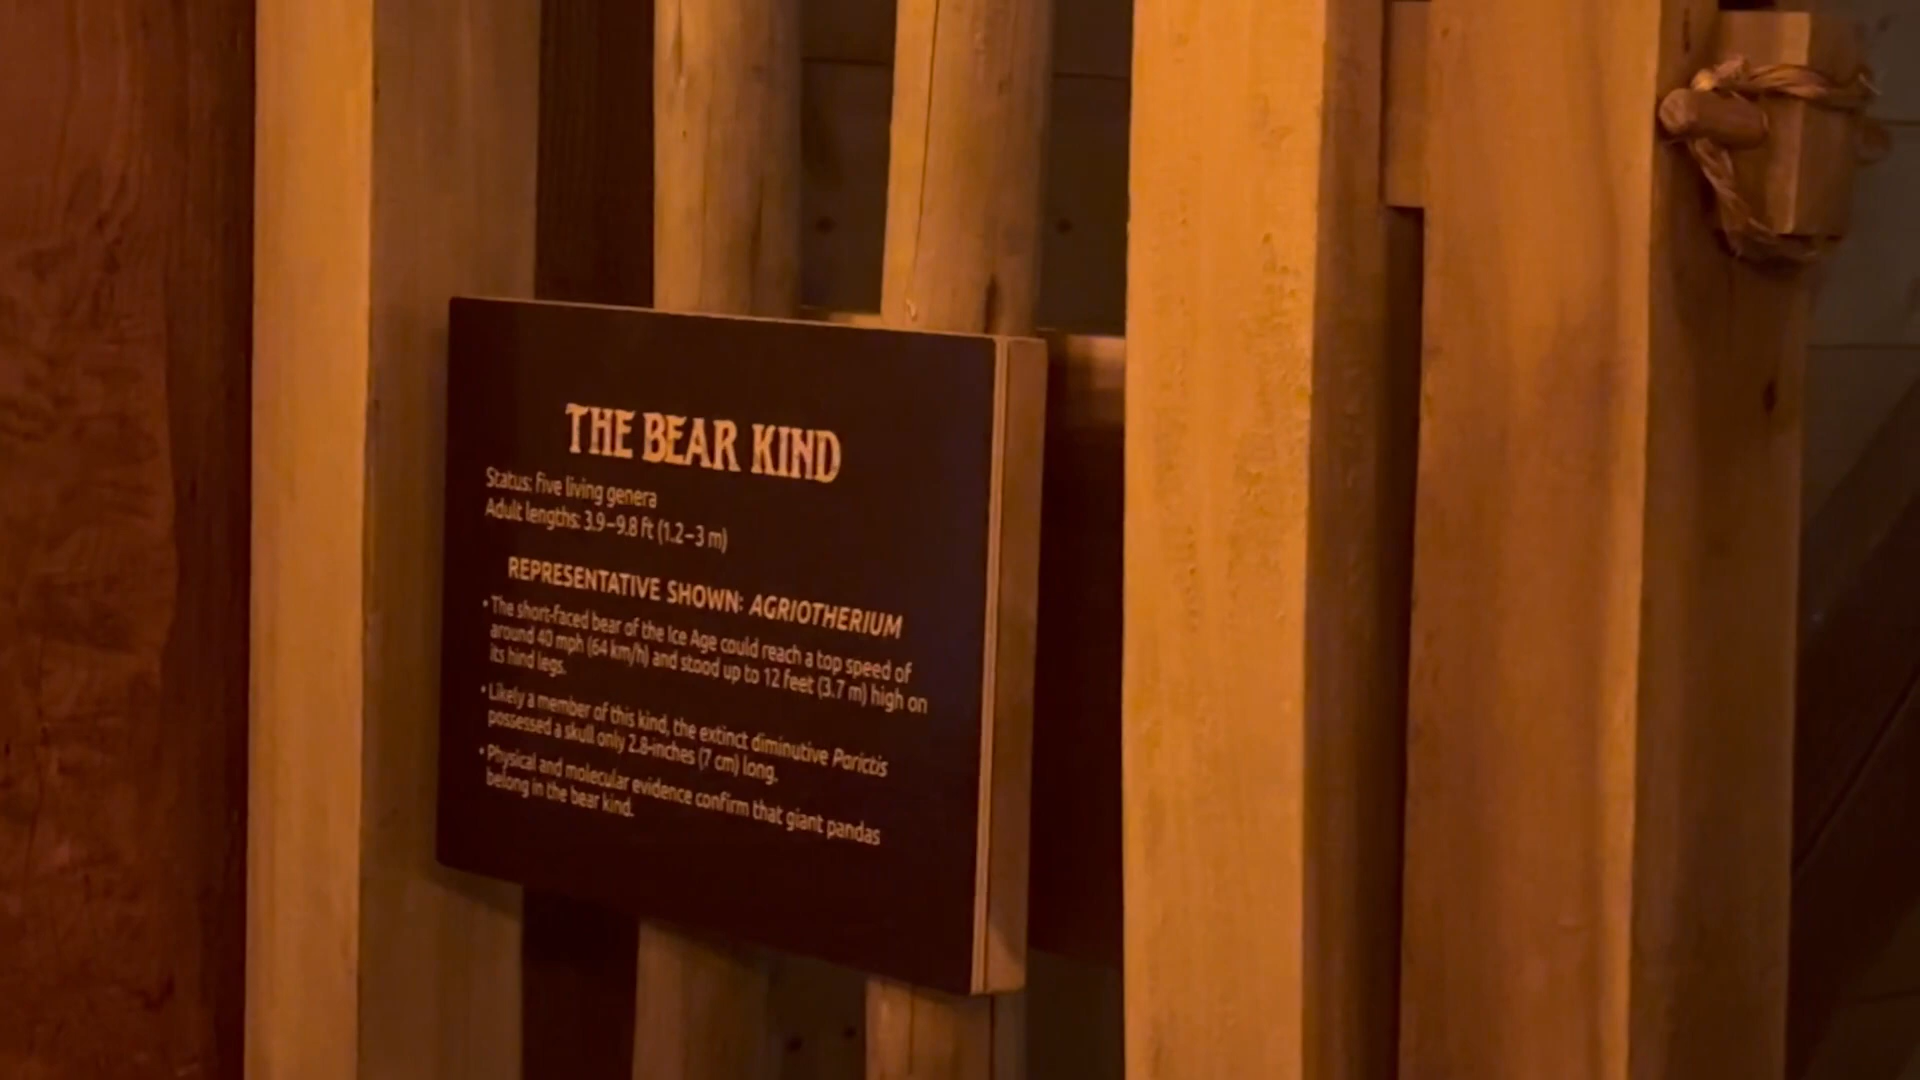 THE BEAR KIND
Status: Five living genera
Adult lengths: 3.9–9.8 ft (1.2–3 m)
REPRESENTATIVE SHOWN: AGRIOTHERIUM
• The short-faced bear of the Ice Age could reach a top speed of
around 40 mph (64 km/h) and stood up to 12 feet (3.7 m) high on
its hind legs.
• Likely a member of this kind, the extinct diminutive Parictis
possessed a skull only 2.8-inches (7 cm) long.
• Physical and molecular evidence confirm that giant pandas
belong in the bear kind.